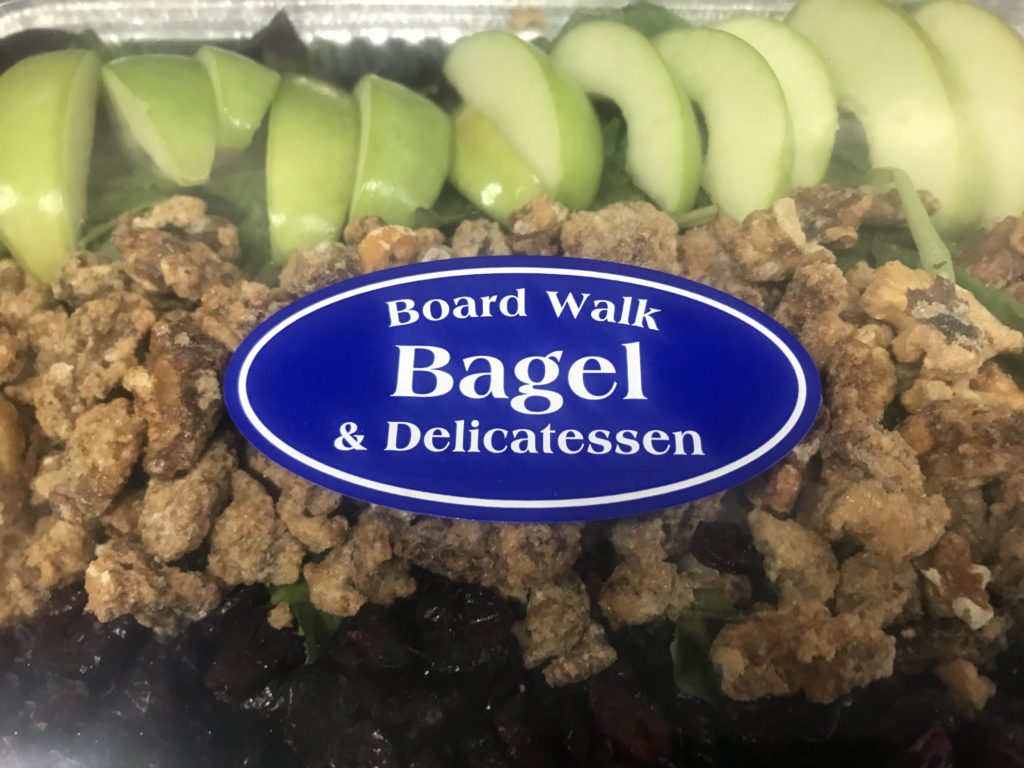 Board Walk
Bagel
& Delicatessen